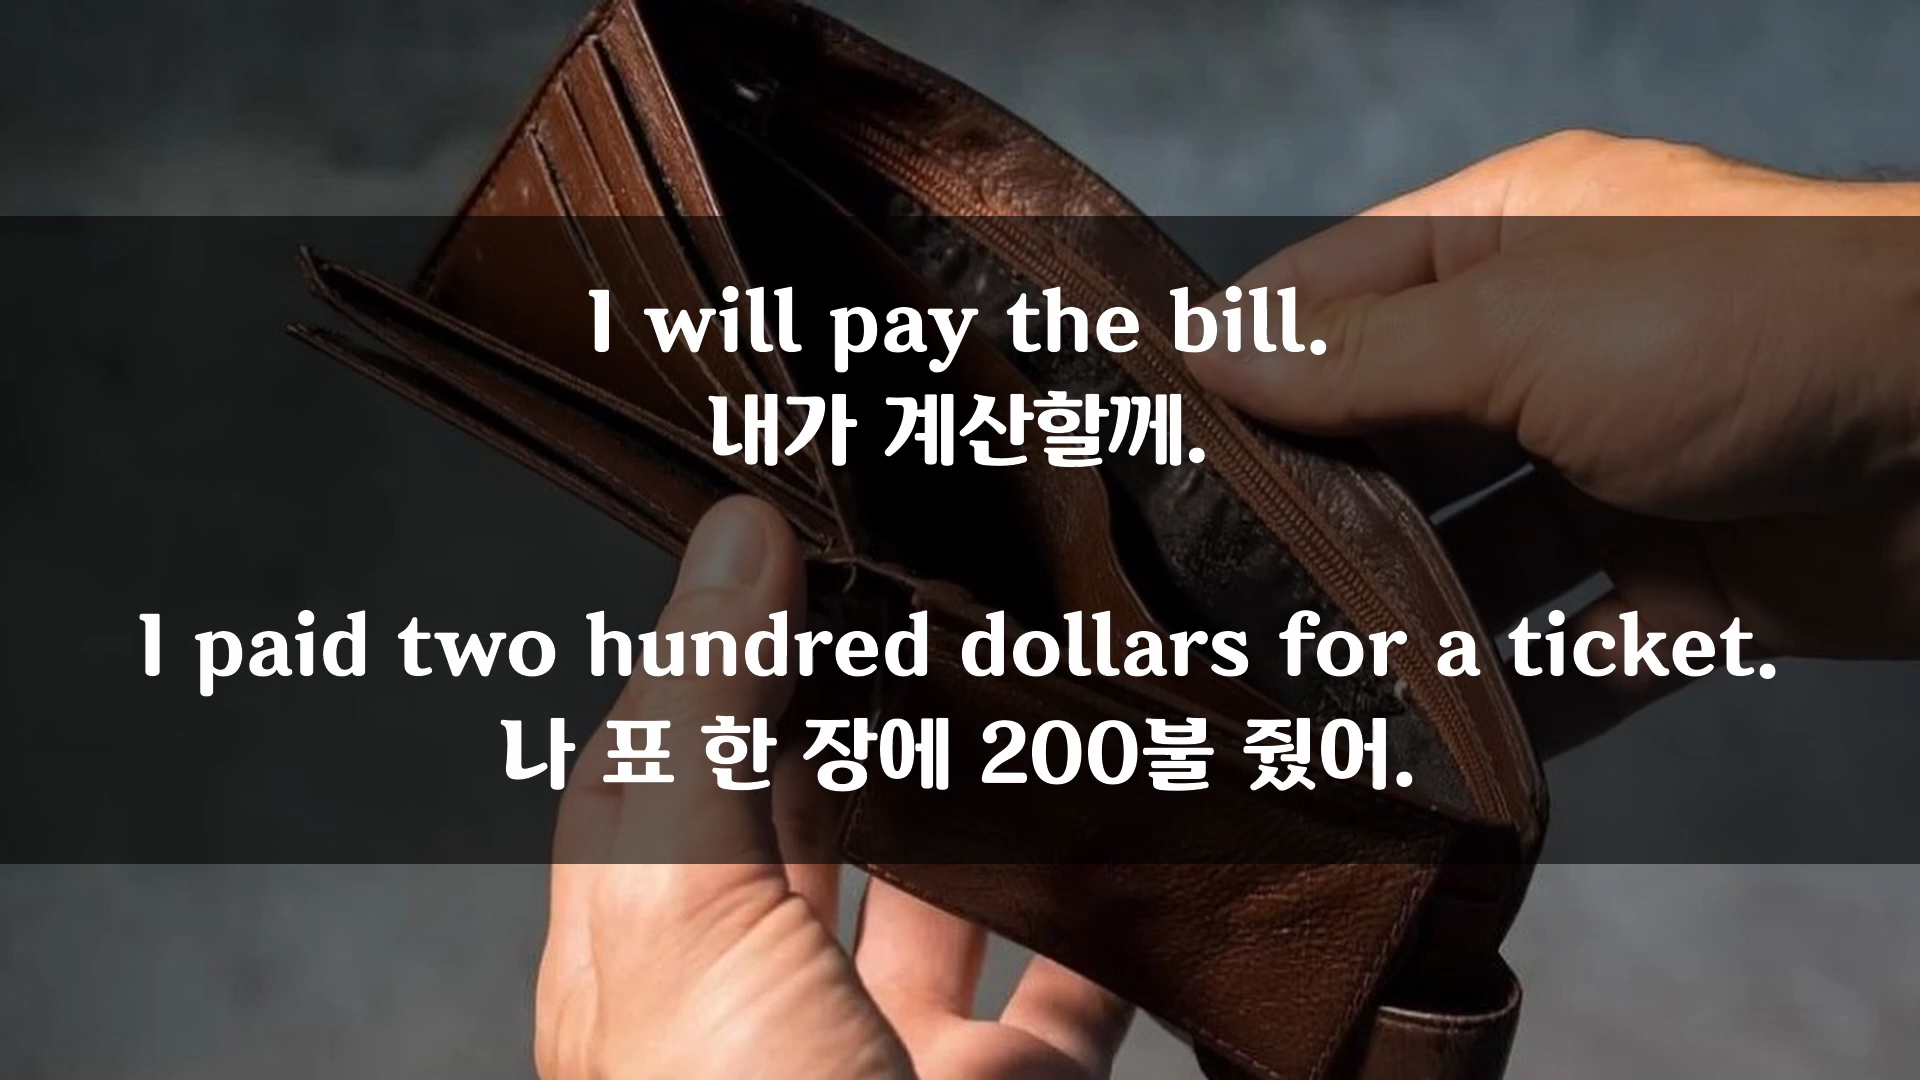 I will pay the bill.
내가 계산할께.
I paid two hundred dollars for a ticket.
나 표 한 장에 200불 줬어.